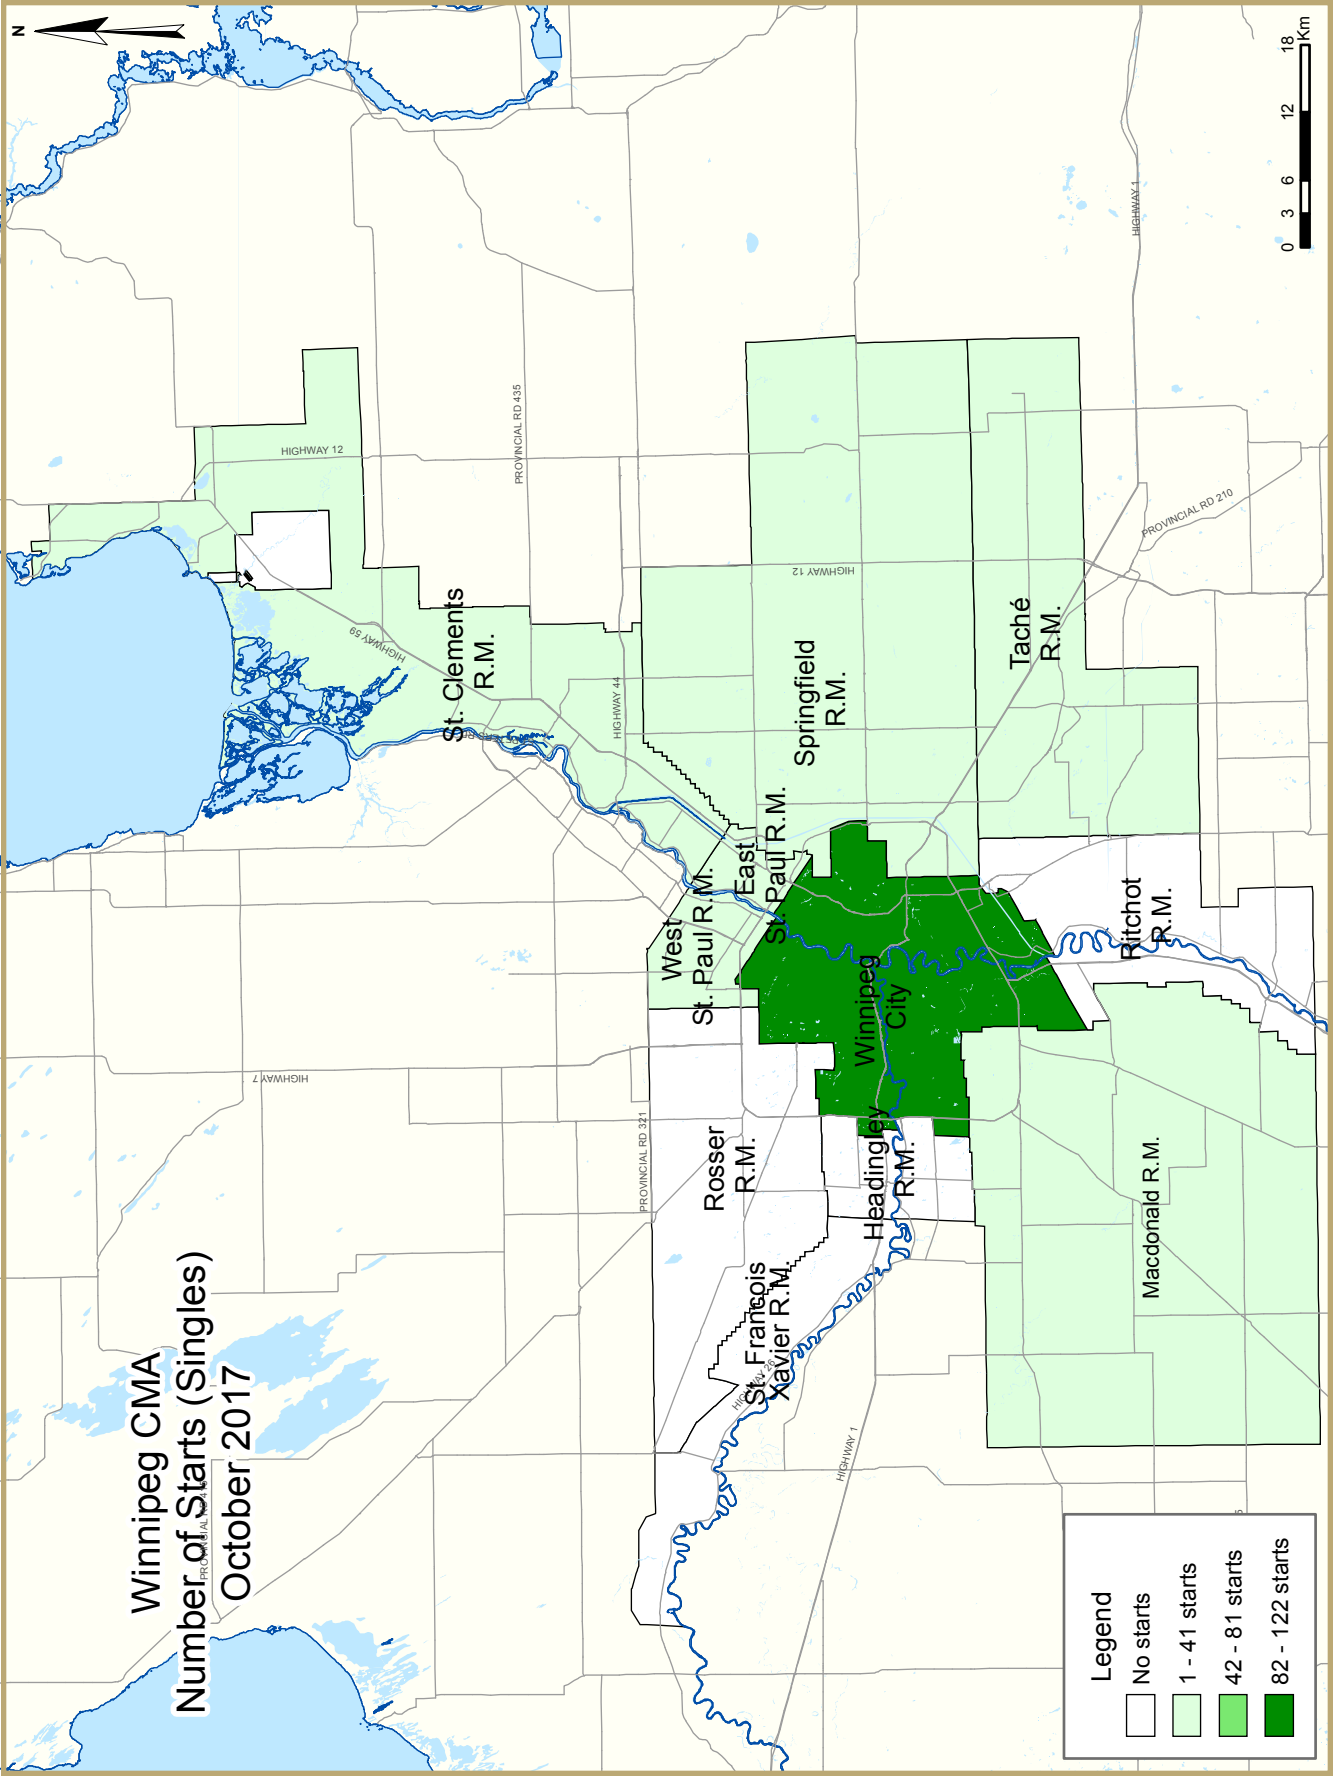 Winnipeg CMA
Number of Starts (Singles)
October 2017
N
HIGHWAY 12
PROVINCIAL RD 435
HIGHWAY 59
St. Clements
R.M.
HIGHWAY 44
HIGHWAY 7
PROVINCIAL RD 321
West
St. Paul R.M.
East
St. Paul R.M.
Springfield
R.M.
HIGHWAY 12
Rosser
R.M.
St. Francois
Xavier R.M.
HIGHWAY 26
Winnipeg
City
Headingley
R.M.
HIGHWAY 1
Taché
R.M.
HIGHWAY 1
PROVINCIAL RD 210
Ritchot
R.M.
Macdonald R.M.
Legend
No starts
1 - 41 starts
42 - 81 starts
82 - 122 starts
0 3 6 12 18
Km